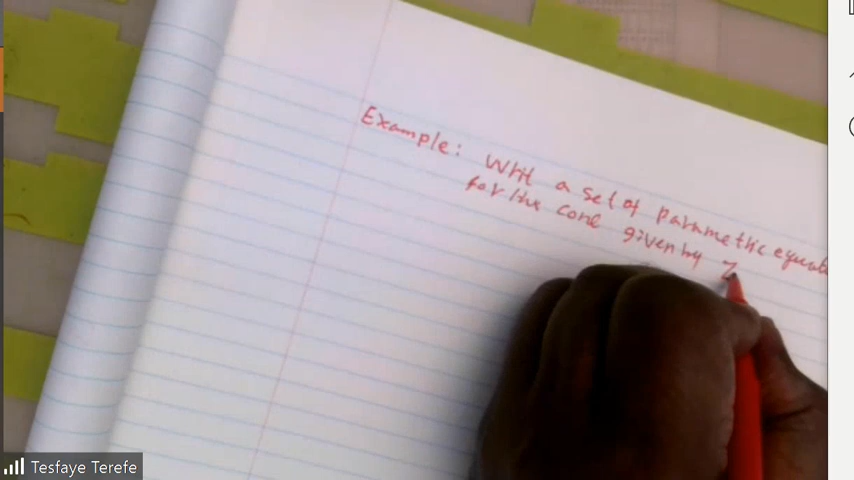 Example: Writ a set of parametric equat
for the cone given by z
Tesfaye Terefe